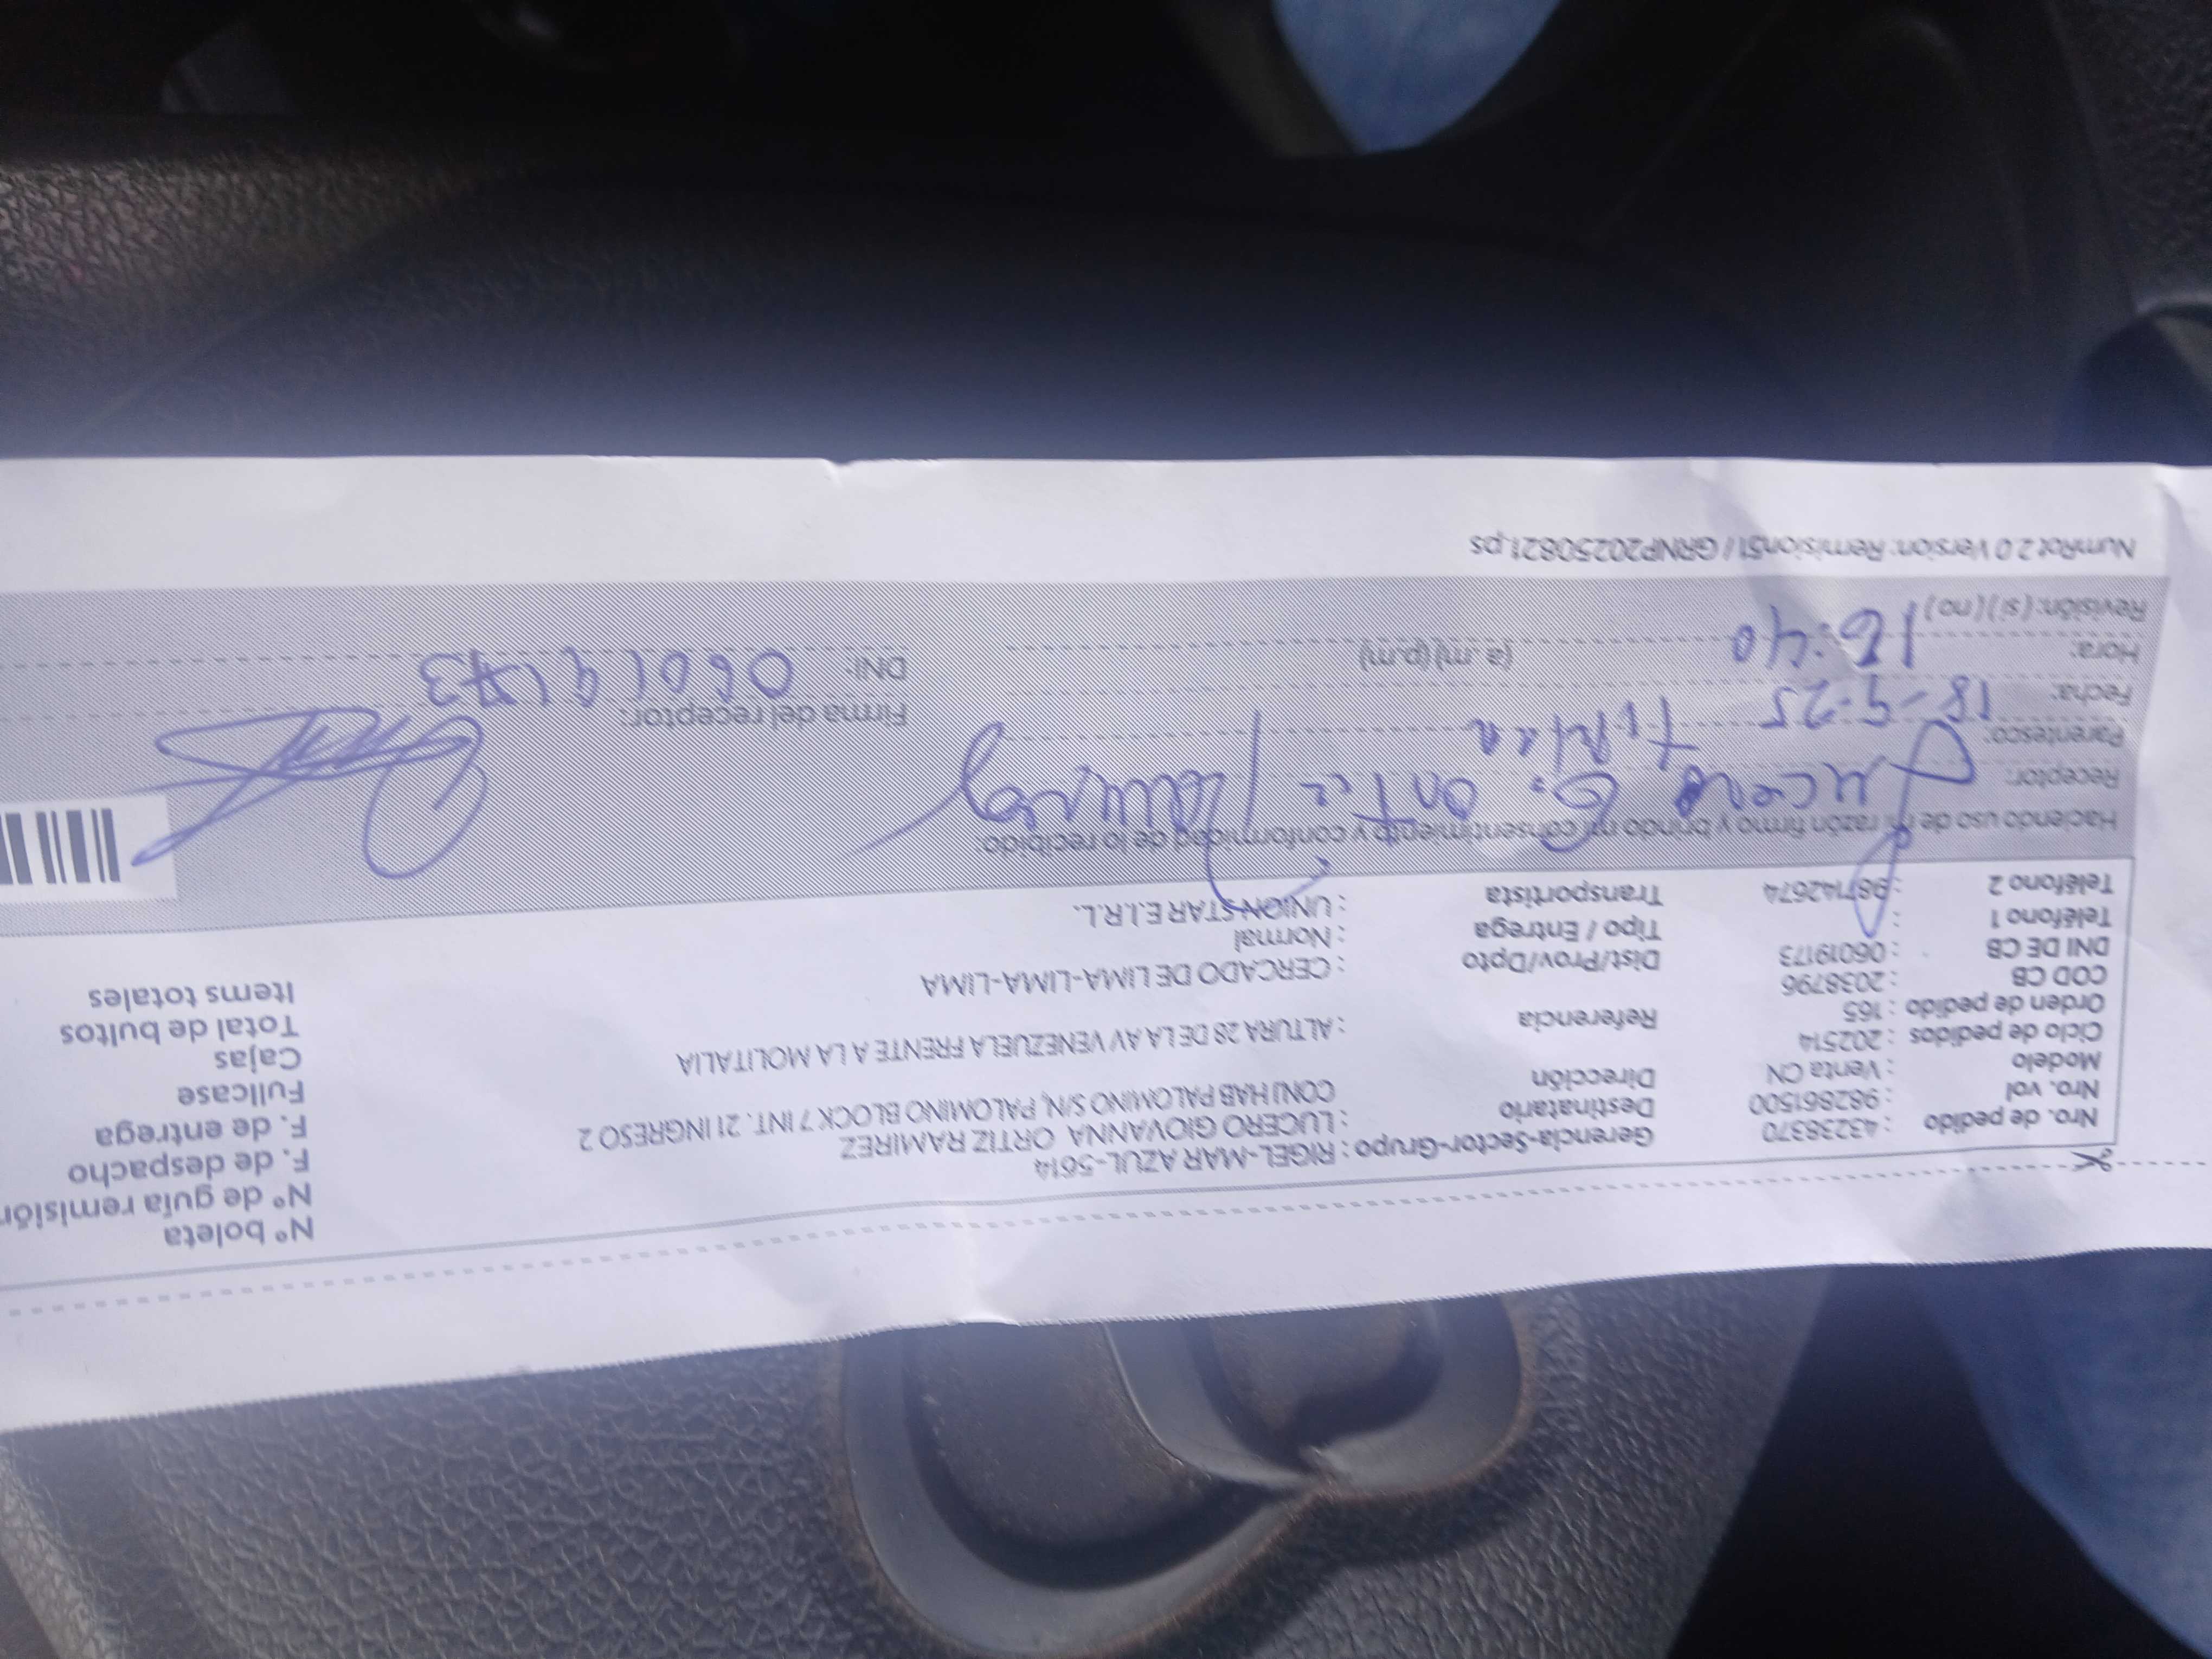 Nº boleta
Nº de guía remisión
F. de despacho
F. de entrega
Fullcase
Cajas
Total de bultos
Items totales
Nro. de pedido : 43238370
Nro. vol : 982861500
Modelo : Venta CN
Ciclo de pedidos : 202514
Orden de pedido : 165
COD CB : 2038796
DNI DE CB : 06019173
Teléfono 1 :
Teléfono 2 : 987142674
Gerencia-Sector-Grupo : RIGEL-MAR AZUL-5614
Destinatario : LUCERO GIOVANNA ORTIZ RAMIREZ
Dirección CONJ HAB PALOMINO S/N, PALOMINO BLOCK 7 INT. 21 INGRESO 2
Referencia : ALTURA 28 DE LA AV VENEZUELA FRENTE A LA MOLITALIA
Dist/Prov/Dpto : CERCADO DE LIMA-LIMA-LIMA
Tipo / Entrega : Normal
Transportista : UNION STAR E.I.R.L.
Haciendo uso de mi razón firmo y brindo mi consentimiento y conformidad de lo recibido:
Receptor: Lucero G. Ortiz Ramirez
Parentesco: Titular
Fecha: 18-9-25
Hora: 16:40 (a .m)(p.m)
Revisión: (si)(no)
Firma del receptor:
DNI: 06019173
NumRot 2.0 Version: Remision51 / GRNP20250821.ps